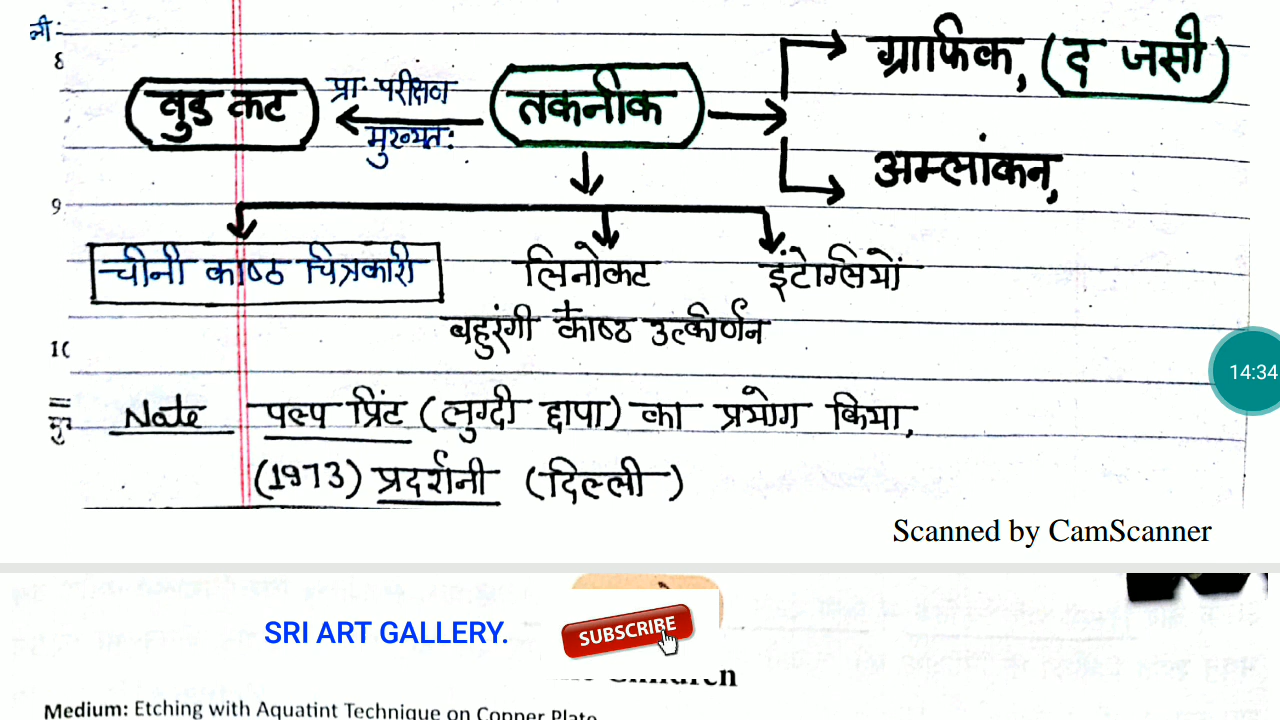 ली:
8
ग्राफिक, (द जर्सी)
वुड कट
प्रा. परीक्षण
मुख्यत:
तकनीक
अम्लांकन,
9
चीनी काष्ठ चित्रकारी
लिनोकट
इंटेग्लियों
बहुरंगी काष्ठ उत्कीर्णन
10
Note पल्प प्रिंट (लुग्दी छापा) का प्रयोग किया,
(1973) प्रदर्शनी (दिल्ली)
14:34
Scanned by CamScanner
SRI ART GALLERY.
SUBSCRIBE
Children
Medium: Etching with Aquatint Technique on Copper Plate